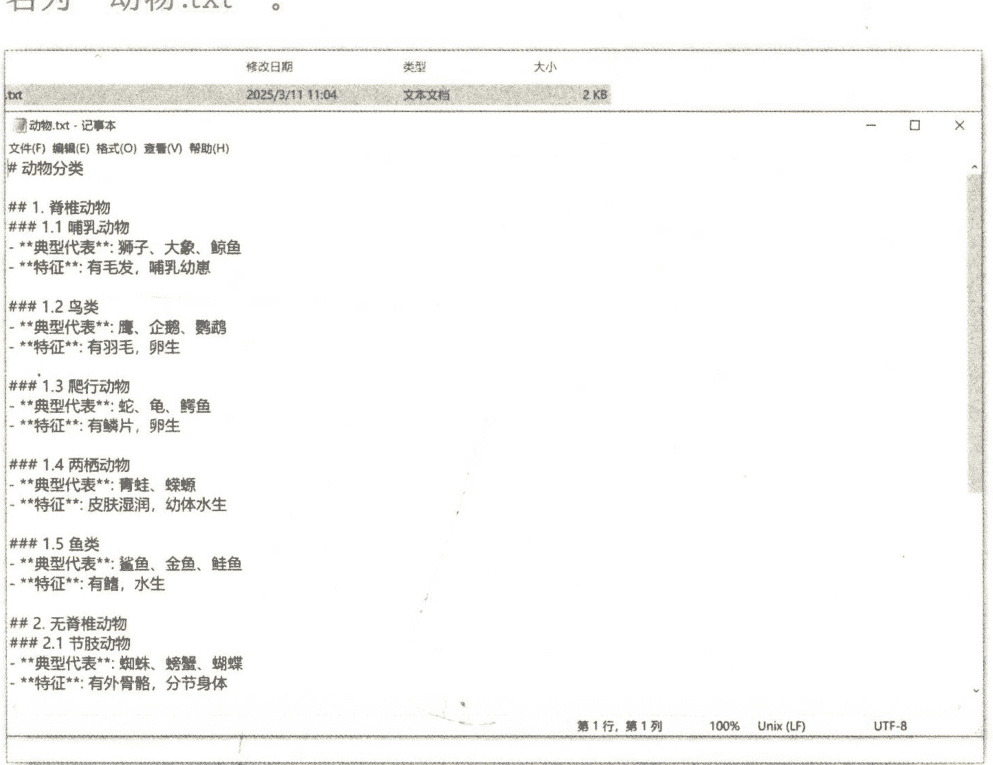 名为“动物.txt”。
修改日期 类型 大小
.txt 2025/3/11 11:04 文本文档 2 KB
动物.txt - 记事本
文件(F) 编辑(E) 格式(O) 查看(V) 帮助(H)
# 动物分类
## 1. 脊椎动物
### 1.1 哺乳动物
- **典型代表**: 狮子、大象、鲸鱼
- **特征**: 有毛发，哺乳幼崽
### 1.2 鸟类
- **典型代表**: 鹰、企鹅、鹦鹉
- **特征**: 有羽毛，卵生
### 1.3 爬行动物
- **典型代表**: 蛇、龟、鳄鱼
- **特征**: 有鳞片，卵生
### 1.4 两栖动物
- **典型代表**: 青蛙、蝾螈
- **特征**: 皮肤湿润，幼体水生
### 1.5 鱼类
- **典型代表**: 鲨鱼、金鱼、鲑鱼
- **特征**: 有鳍，水生
## 2. 无脊椎动物
### 2.1 节肢动物
- **典型代表**: 蜘蛛、螃蟹、蝴蝶
- **特征**: 有外骨骼，分节身体
第 1 行，第 1 列 100% Unix (LF) UTF-8